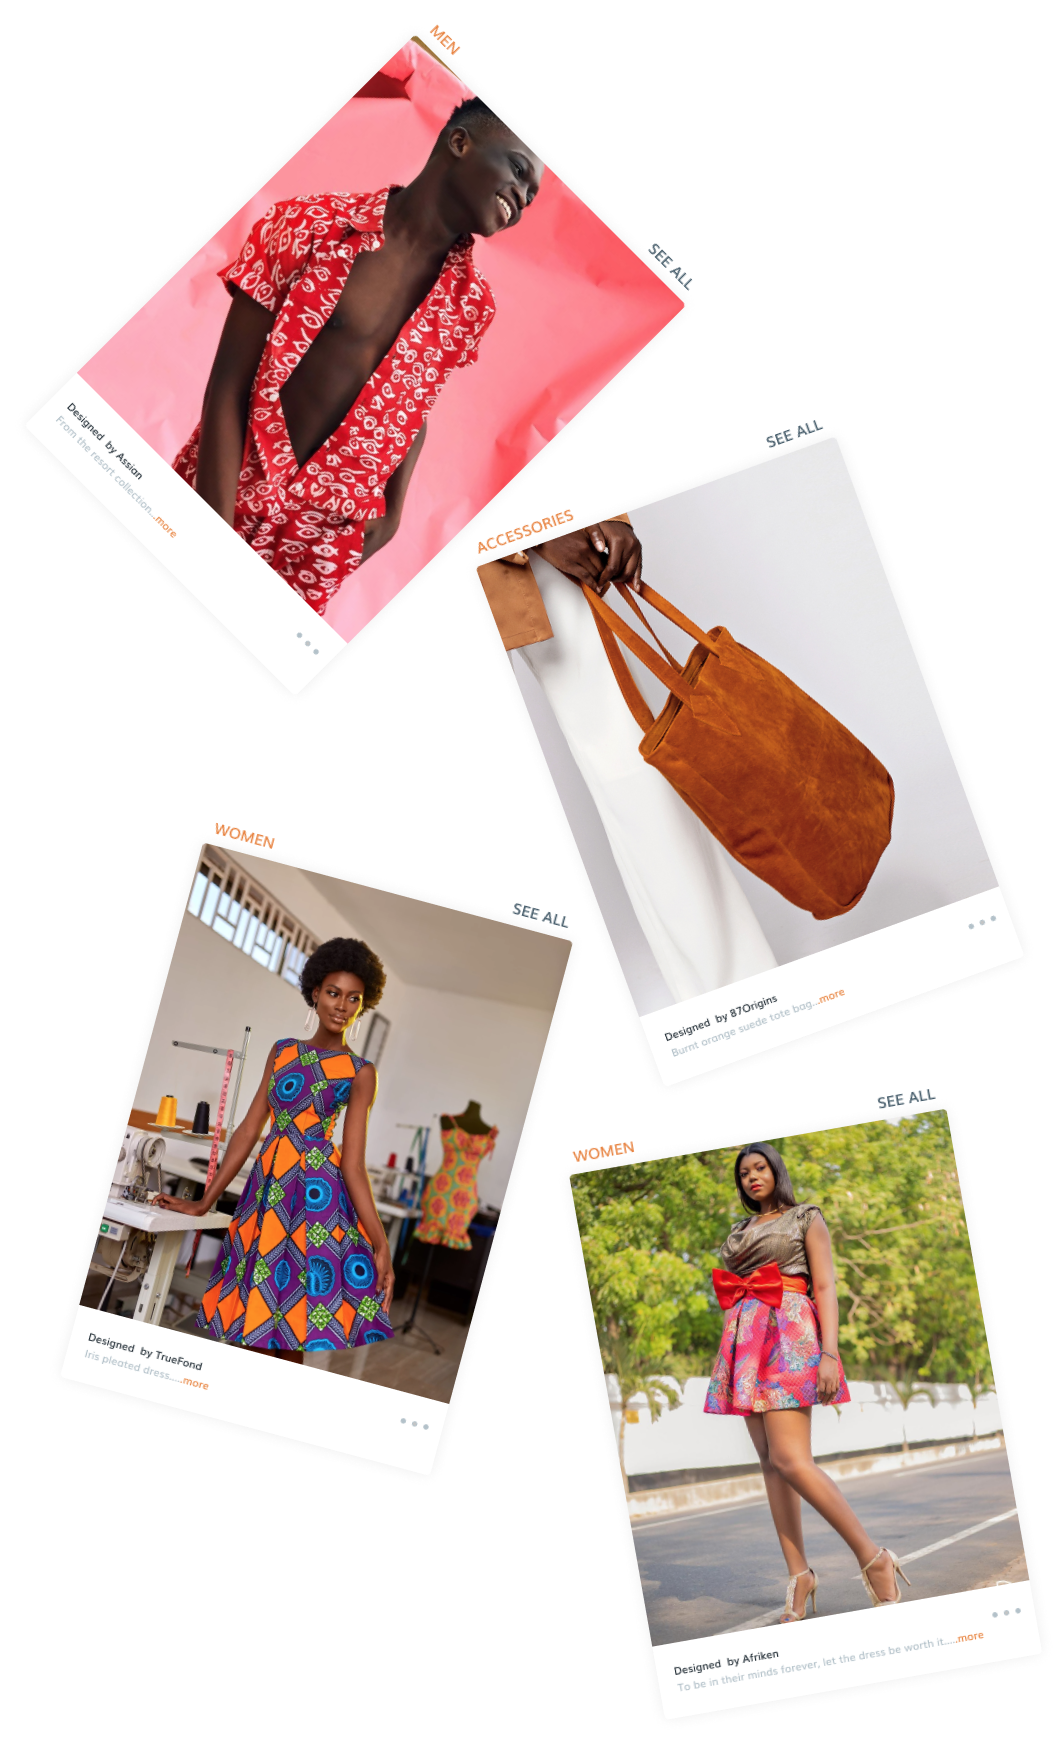 MEN
SEE ALL
Designed by Assian
From the resort collection...more
ACCESSORIES
SEE ALL
Designed by 87Origins
Burnt orange suede tote bag...more
WOMEN
SEE ALL
Designed by TrueFond
Iris pleated dress.....more
WOMEN
SEE ALL
Designed by Afriken
To be in their minds forever, let the dress be worth it.....more